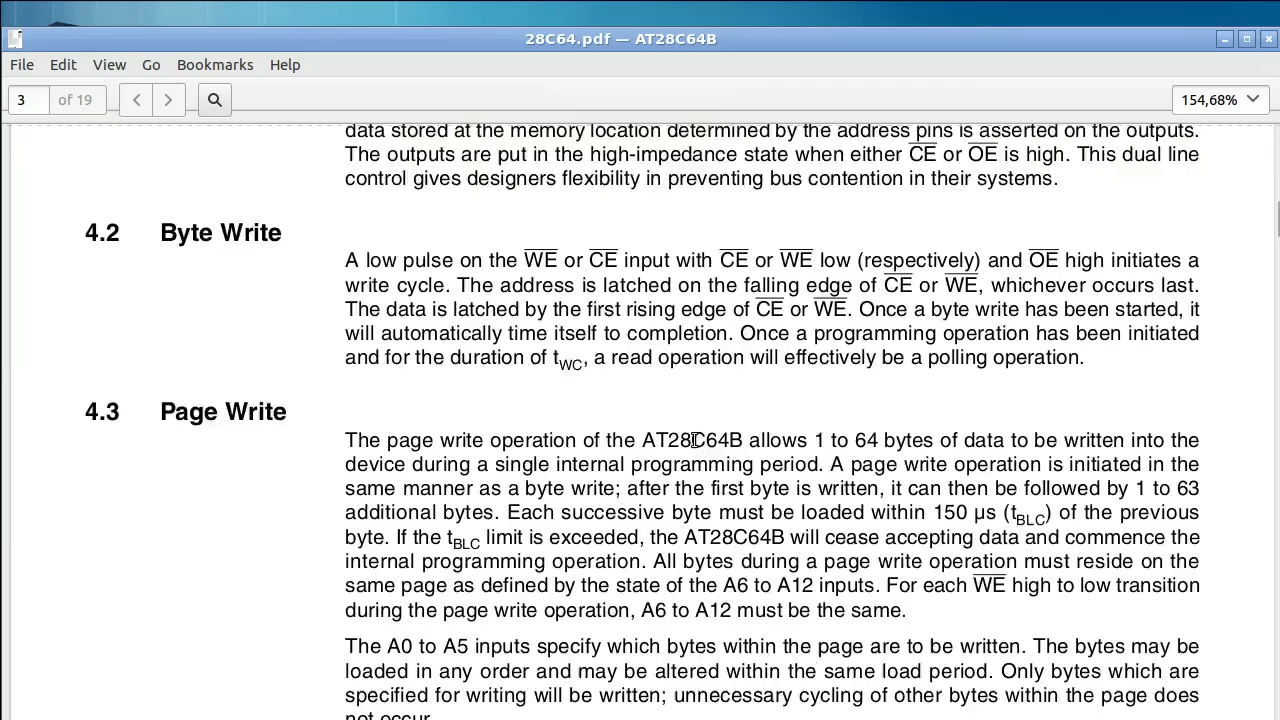 28C64.pdf — AT28C64B
File Edit View Go Bookmarks Help
3 of 19 154,68%
data stored at the memory location determined by the address pins is asserted on the outputs.
The outputs are put in the high-impedance state when either C̅E̅ or O̅E̅ is high. This dual line
control gives designers flexibility in preventing bus contention in their systems.
4.2 Byte Write
A low pulse on the W̅E̅ or C̅E̅ input with C̅E̅ or W̅E̅ low (respectively) and O̅E̅ high initiates a
write cycle. The address is latched on the falling edge of C̅E̅ or W̅E̅, whichever occurs last.
The data is latched by the first rising edge of C̅E̅ or W̅E̅. Once a byte write has been started, it
will automatically time itself to completion. Once a programming operation has been initiated
and for the duration of tWC, a read operation will effectively be a polling operation.
4.3 Page Write
The page write operation of the AT28C64B allows 1 to 64 bytes of data to be written into the
device during a single internal programming period. A page write operation is initiated in the
same manner as a byte write; after the first byte is written, it can then be followed by 1 to 63
additional bytes. Each successive byte must be loaded within 150 µs (tBLC) of the previous
byte. If the tBLC limit is exceeded, the AT28C64B will cease accepting data and commence the
internal programming operation. All bytes during a page write operation must reside on the
same page as defined by the state of the A6 to A12 inputs. For each W̅E̅ high to low transition
during the page write operation, A6 to A12 must be the same.
The A0 to A5 inputs specify which bytes within the page are to be written. The bytes may be
loaded in any order and may be altered within the same load period. Only bytes which are
specified for writing will be written; unnecessary cycling of other bytes within the page does
not occur.